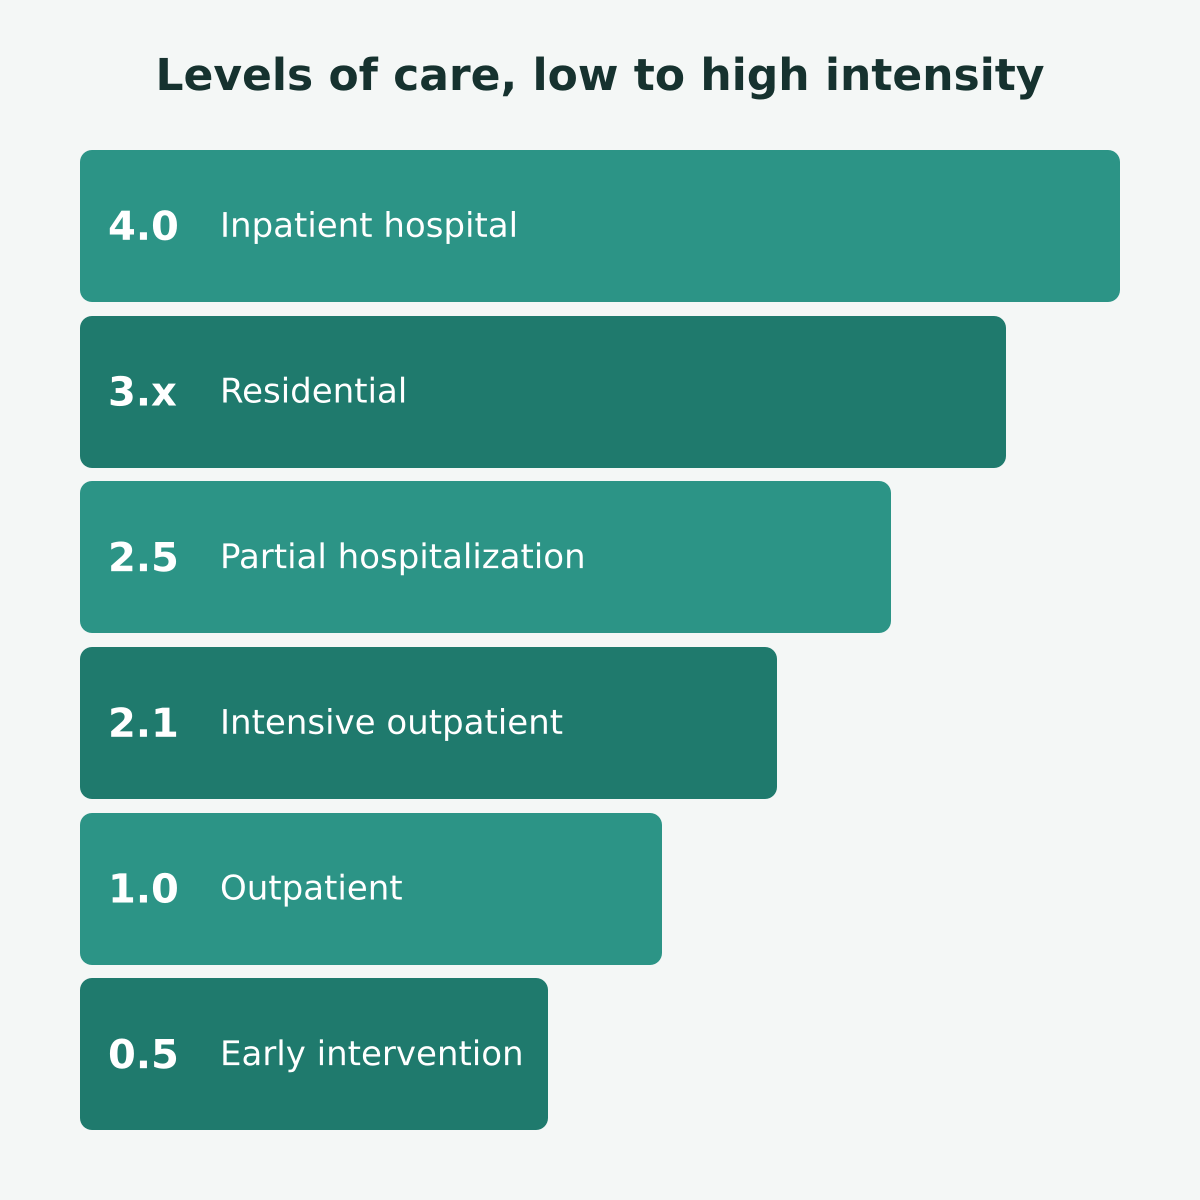 Levels of care, low to high intensity
4.0 Inpatient hospital
3.x Residential
2.5 Partial hospitalization
2.1 Intensive outpatient
1.0 Outpatient
0.5 Early intervention